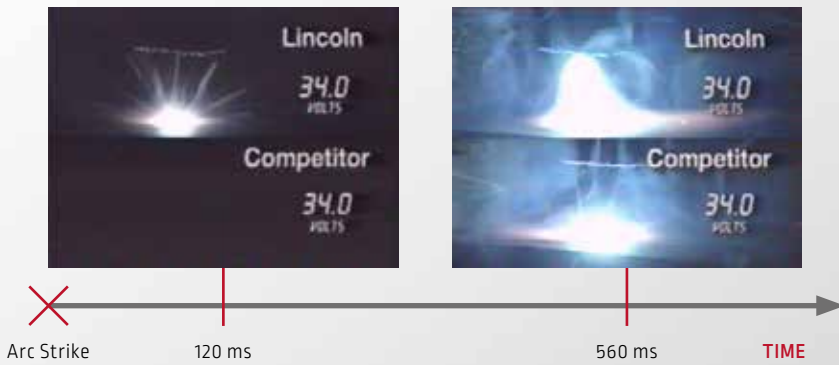 Lincoln
34.0
VOLTS
Competitor
34.0
VOLTS
Lincoln
34.0
VOLTS
Competitor
34.0
VOLTS
Arc Strike
120 ms
560 ms
TIME